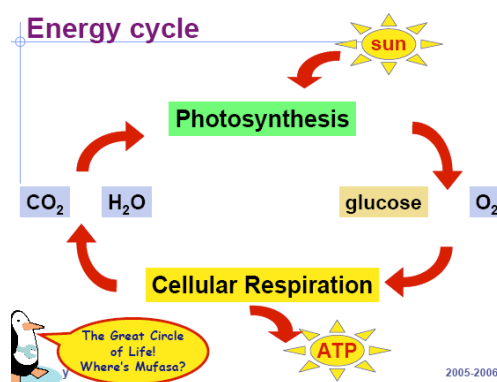 Energy cycle
sun
Photosynthesis
CO₂ H₂O glucose O₂
Cellular Respiration
The Great Circle
of Life!
Where's Mufasa?
ATP
y
2005-2006